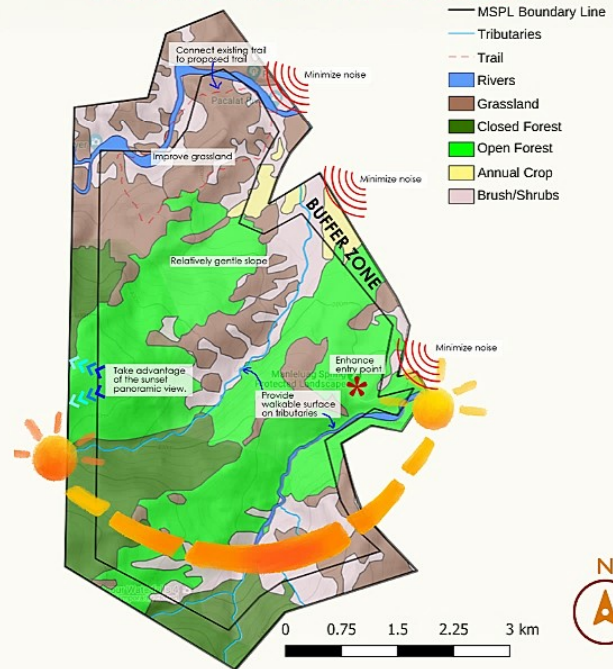 MSPL Boundary Line
Tributaries
Trail
Rivers
Grassland
Closed Forest
Open Forest
Annual Crop
Brush/Shrubs
Connect existing trail
to proposed trail
Minimize noise
Pacalat
Improve grassland
Minimize noise
BUFFER ZONE
Relatively gentle slope
Minimize noise
Enhance
entry point
Take advantage
of the sunset
panoramic view.
Protected Landscape
Provide
walkable surface
on tributaries
N
0 0.75 1.5 2.25 3 km